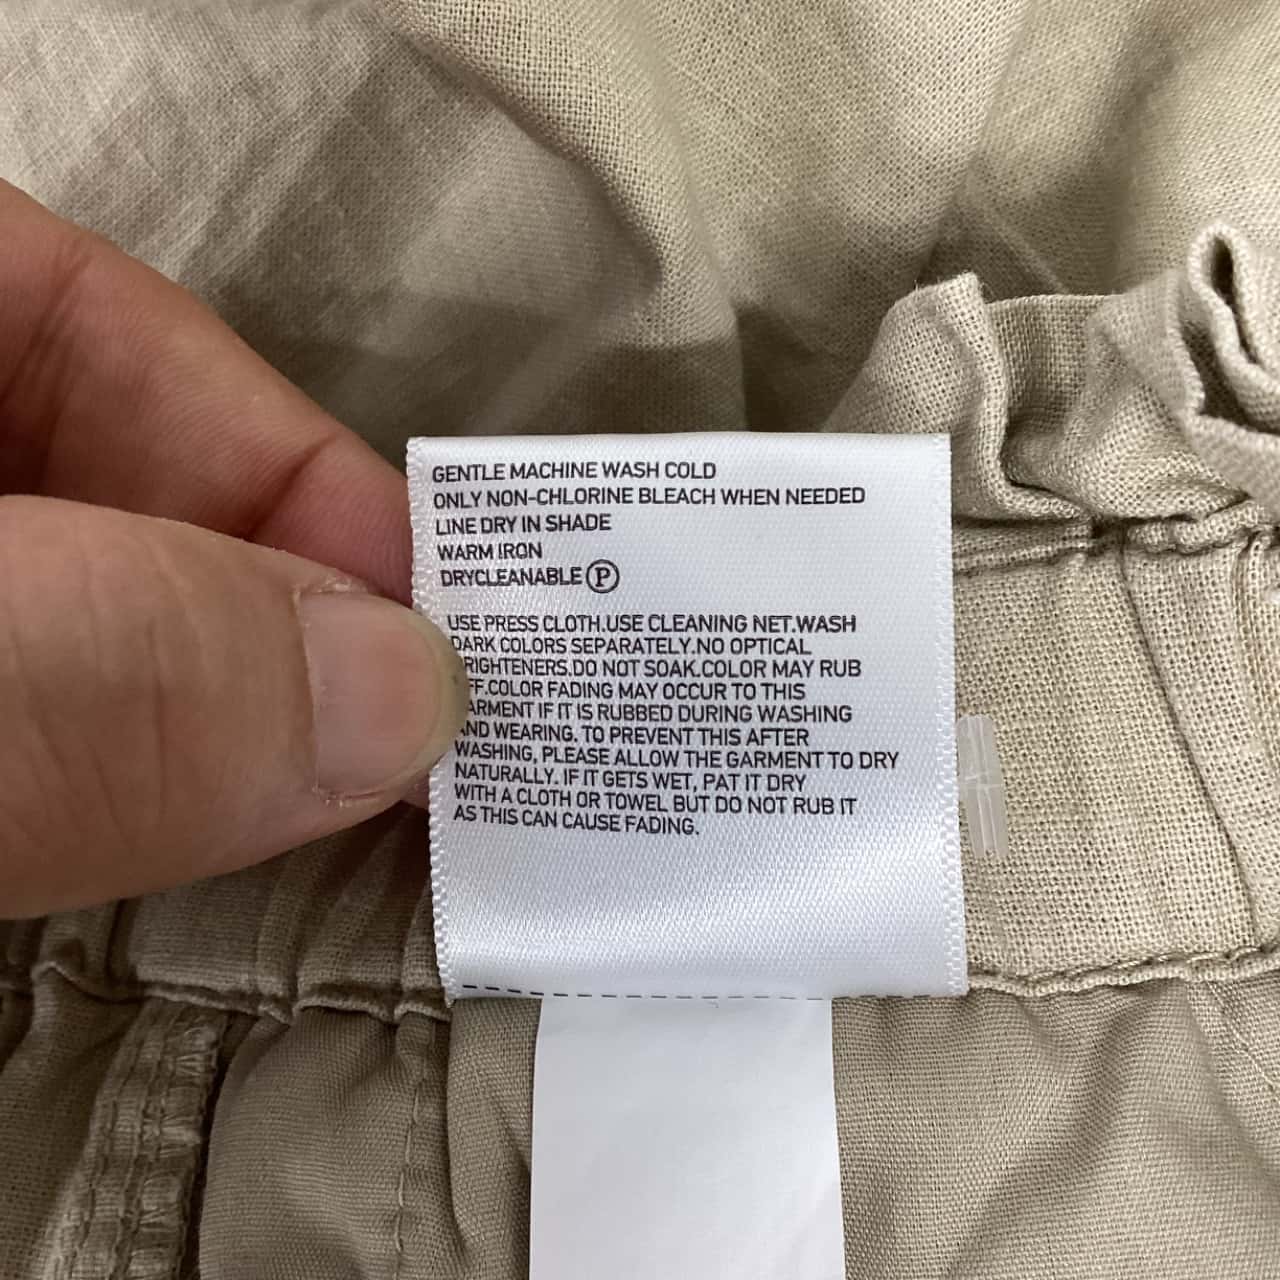 GENTLE MACHINE WASH COLD
ONLY NON-CHLORINE BLEACH WHEN NEEDED
LINE DRY IN SHADE
WARM IRON
DRYCLEANABLE Ⓟ
USE PRESS CLOTH.USE CLEANING NET.WASH
DARK COLORS SEPARATELY.NO OPTICAL
RIGHTENERS.DO NOT SOAK.COLOR MAY RUB
FF.COLOR FADING MAY OCCUR TO THIS
ARMENT IF IT IS RUBBED DURING WASHING
AND WEARING. TO PREVENT THIS AFTER
WASHING, PLEASE ALLOW THE GARMENT TO DRY
NATURALLY. IF IT GETS WET, PAT IT DRY
WITH A CLOTH OR TOWEL BUT DO NOT RUB IT
AS THIS CAN CAUSE FADING.